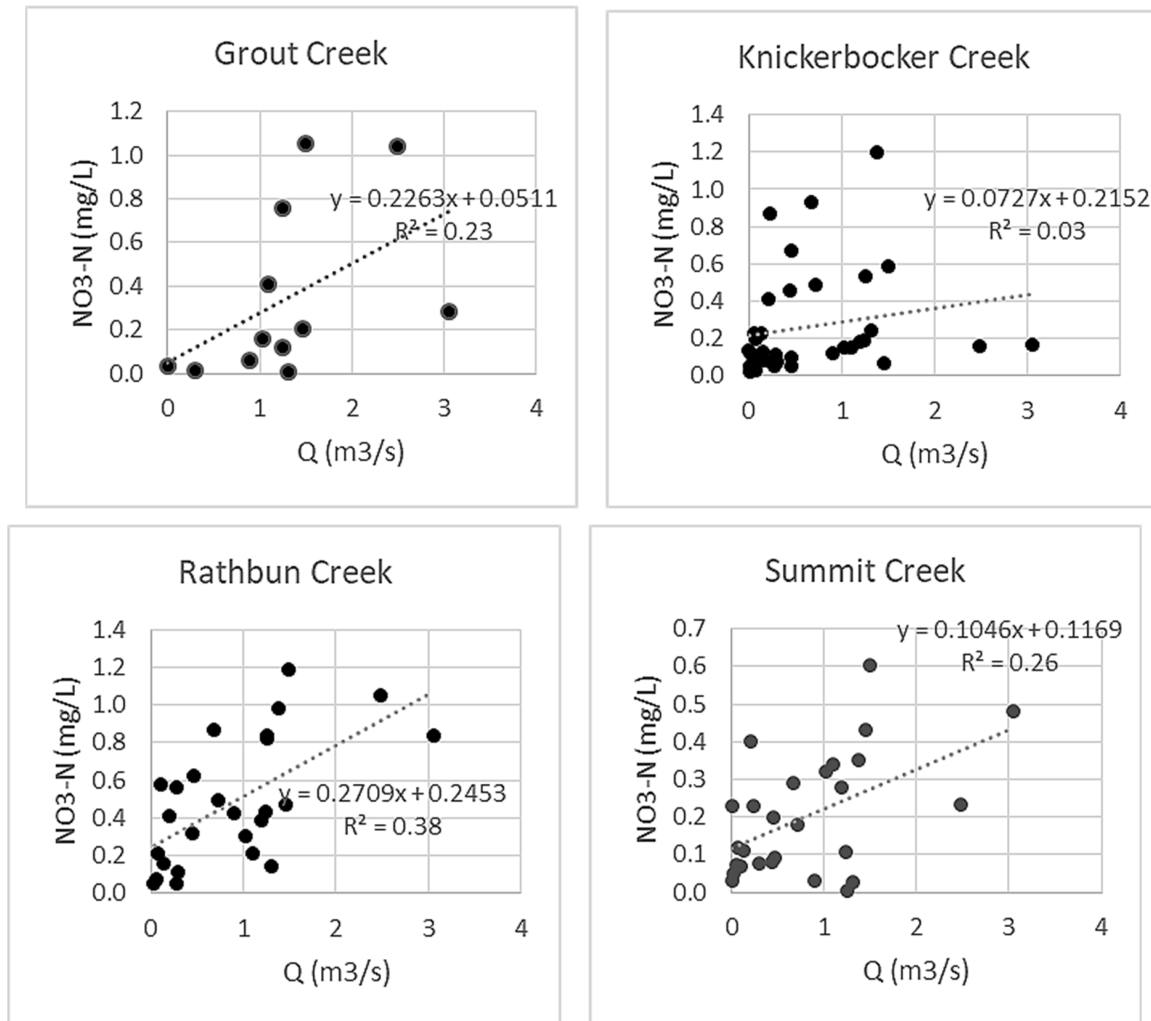 Grout Creek
1.2
1.0
0.8
0.6
0.4
0.2
0.0
NO3-N (mg/L)
y = 0.2263x + 0.0511
R² = 0.23
0 1 2 3 4
Q (m3/s)
Knickerbocker Creek
1.4
1.2
1.0
0.8
0.6
0.4
0.2
0.0
NO3-N (mg/L)
y = 0.0727x + 0.2152
R² = 0.03
0 1 2 3 4
Q (m3/s)
Rathbun Creek
1.4
1.2
1.0
0.8
0.6
0.4
0.2
0.0
NO3-N (mg/L)
y = 0.2709x + 0.2453
R² = 0.38
0 1 2 3 4
Q (m3/s)
Summit Creek
0.7
0.6
0.5
0.4
0.3
0.2
0.1
0.0
NO3-N (mg/L)
y = 0.1046x + 0.1169
R² = 0.26
0 1 2 3 4
Q (m3/s)